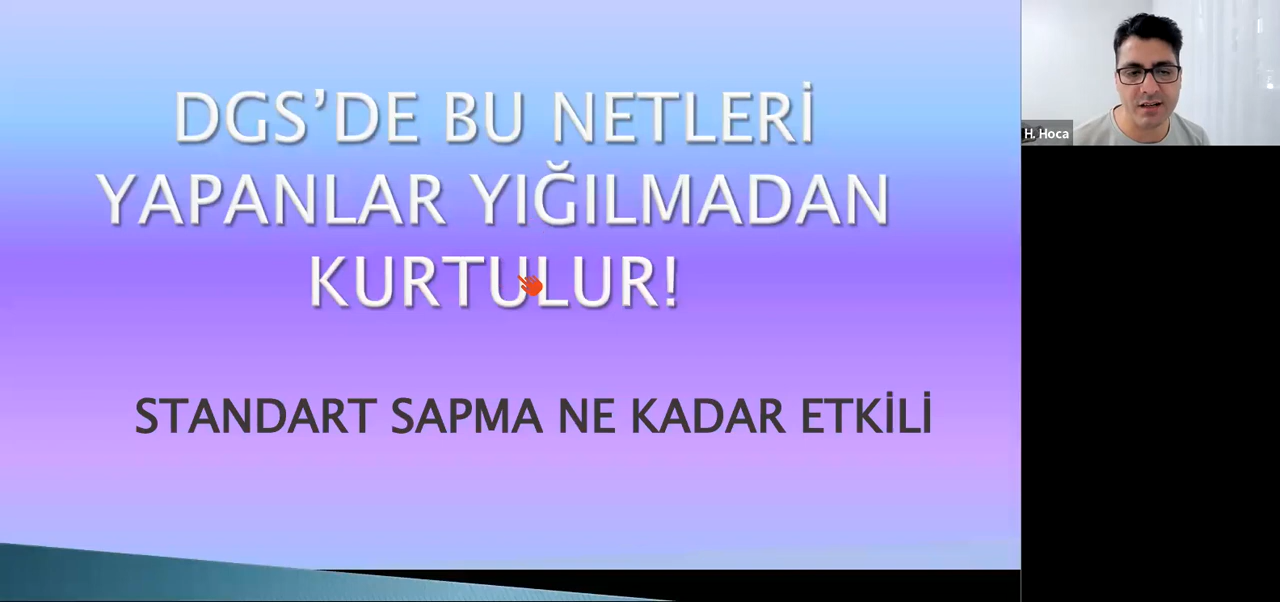 DGS’DE BU NETLERİ
YAPANLAR YIĞILMADAN
KURTULUR!
STANDART SAPMA NE KADAR ETKİLİ
H. Hoca